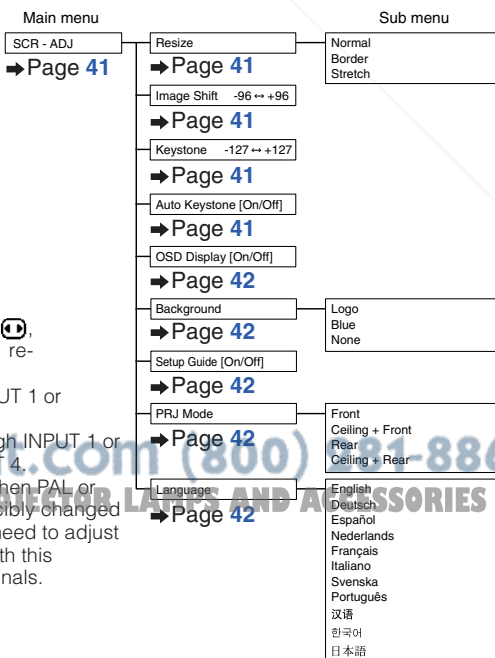 Main menu
Sub menu
SCR - ADJ
➡Page 41
Resize
➡Page 41
Normal
Border
Stretch
Image Shift -96 ↔ +96
➡Page 41
Keystone -127 ↔ +127
➡Page 41
Auto Keystone [On/Off]
➡Page 41
OSD Display [On/Off]
➡Page 42
Background
➡Page 42
Logo
Blue
None
Setup Guide [On/Off]
➡Page 42
PRJ Mode
➡Page 42
Front
Ceiling + Front
Rear
Ceiling + Rear
Language
➡Page 42
English
Deutsch
Español
Nederlands
Français
Italiano
Svenska
Português
汉语
한국어
日本語
,
re-
UT 1 or
gh INPUT 1 or
T 4.
hen PAL or
cibly changed
need to adjust
th this
nals.
t.com (800) 981-886
ECTOR LAMPS AND ACCESSORIES